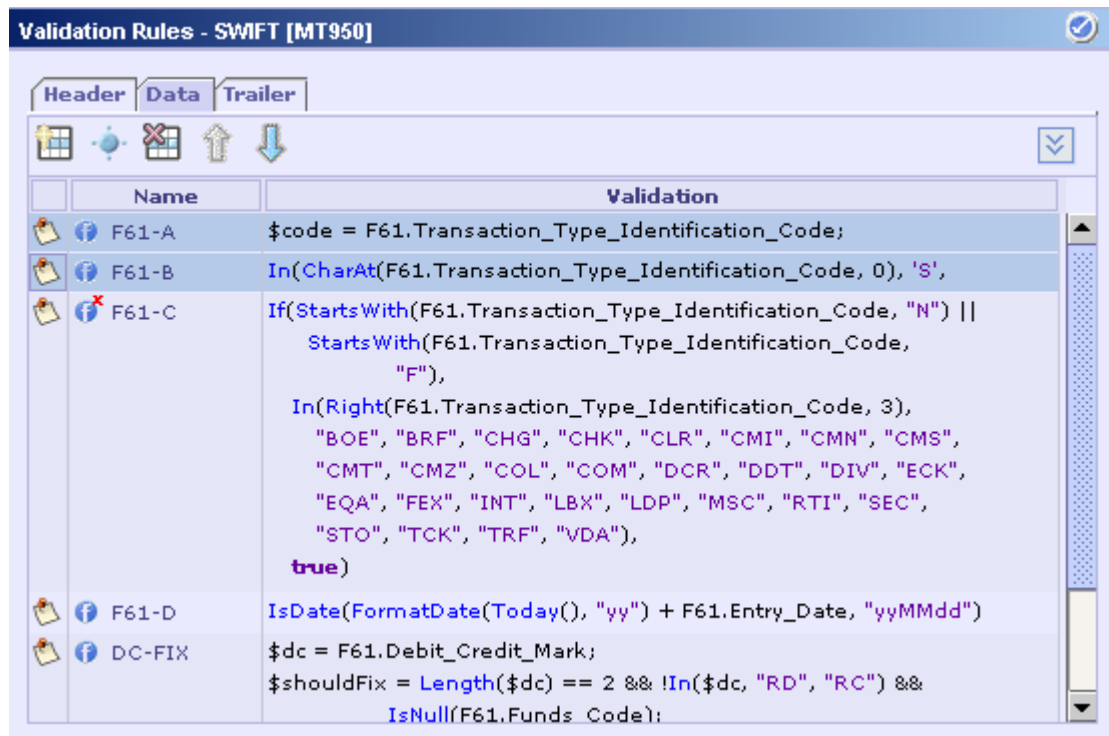 Validation Rules - SWIFT [MT950]
Header Data Trailer
Name Validation
F61-A $code = F61.Transaction_Type_Identification_Code;
F61-B In(CharAt(F61.Transaction_Type_Identification_Code, 0), 'S',
F61-C If(StartsWith(F61.Transaction_Type_Identification_Code, "N") ||
StartsWith(F61.Transaction_Type_Identification_Code,
"F"),
In(Right(F61.Transaction_Type_Identification_Code, 3),
"BOE", "BRF", "CHG", "CHK", "CLR", "CMI", "CMN", "CMS",
"CMT", "CMZ", "COL", "COM", "DCR", "DDT", "DIV", "ECK",
"EQA", "FEX", "INT", "LBX", "LDP", "MSC", "RTI", "SEC",
"STO", "TCK", "TRF", "VDA"),
true)
F61-D IsDate(FormatDate(Today(), "yy") + F61.Entry_Date, "yyMMdd")
DC-FIX $dc = F61.Debit_Credit_Mark;
$shouldFix = Length($dc) == 2 && !In($dc, "RD", "RC") &&
IsNull(F61.Funds_Code);